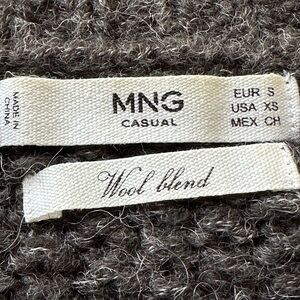 MADE IN
CHINA
MNG
CASUAL
EUR S
USA XS
MEX CH
Wool blend